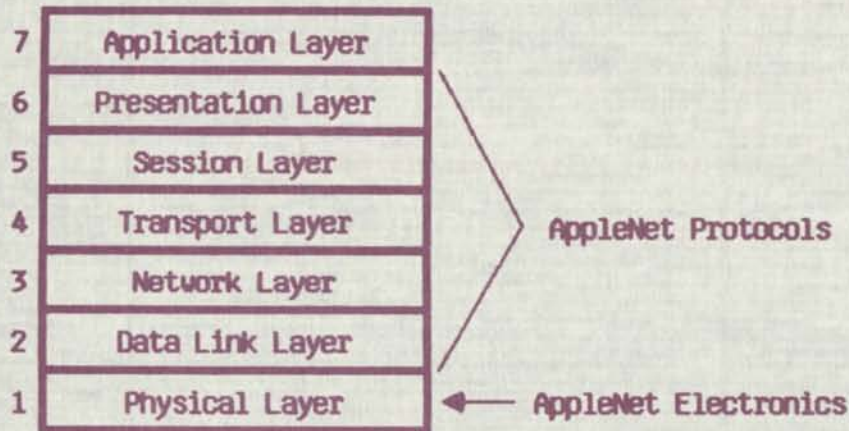 7 Application Layer
6 Presentation Layer
5 Session Layer
4 Transport Layer AppleNet Protocols
3 Network Layer
2 Data Link Layer
1 Physical Layer AppleNet Electronics